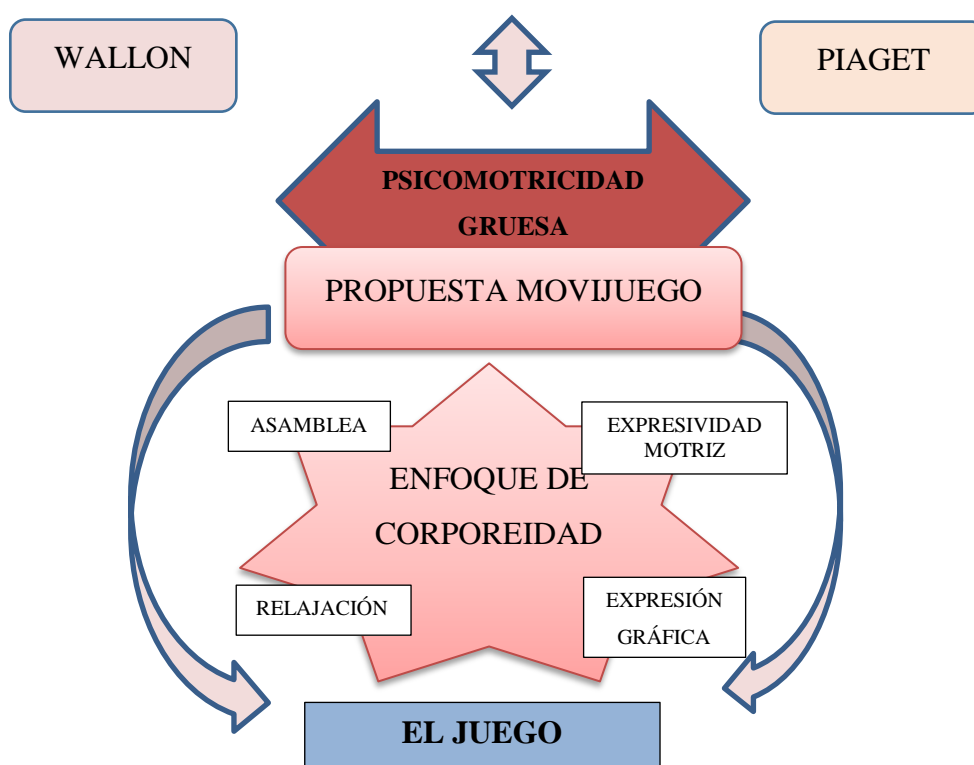 WALLON
PIAGET
PSICOMOTRICIDAD
GRUESA
PROPUESTA MOVIJUEGO
ASAMBLEA
EXPRESIVIDAD
MOTRIZ
ENFOQUE DE
CORPOREIDAD
RELAJACIÓN
EXPRESIÓN
GRÁFICA
EL JUEGO